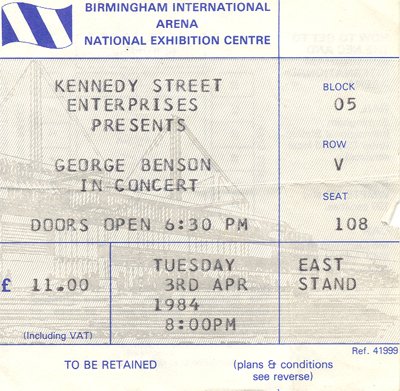 BIRMINGHAM INTERNATIONAL
ARENA
NATIONAL EXHIBITION CENTRE
KENNEDY STREET
ENTERPRISES
PRESENTS
GEORGE BENSON
IN CONCERT
DOORS OPEN 6:30 PM
BLOCK
05
ROW
V
SEAT
108
£ 11.00
(Including VAT)
TUESDAY
3RD APR
1984
8:00PM
EAST
STAND
Ref. 41999
TO BE RETAINED
(plans & conditions
see reverse)